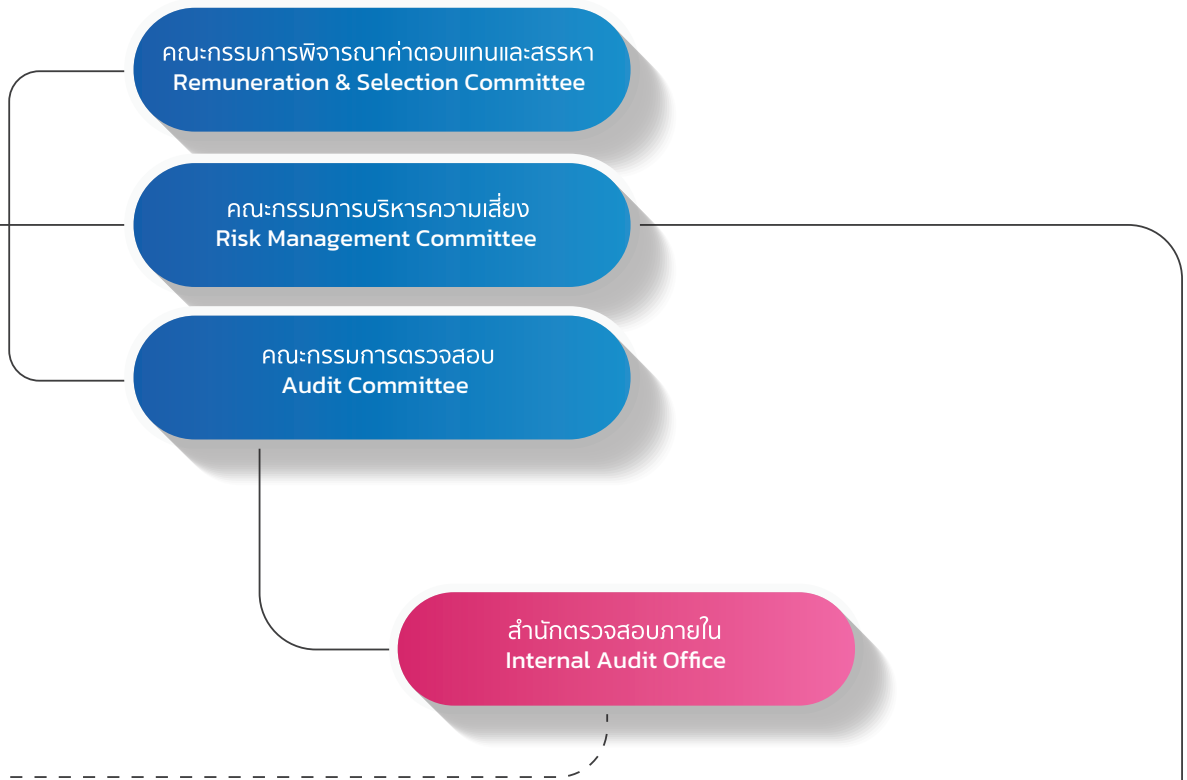 คณะกรรมการพิจารณาค่าตอบแทนและสรรหา
Remuneration & Selection Committee
คณะกรรมการบริหารความเสี่ยง
Risk Management Committee
คณะกรรมการตรวจสอบ
Audit Committee
สำนักตรวจสอบภายใน
Internal Audit Office